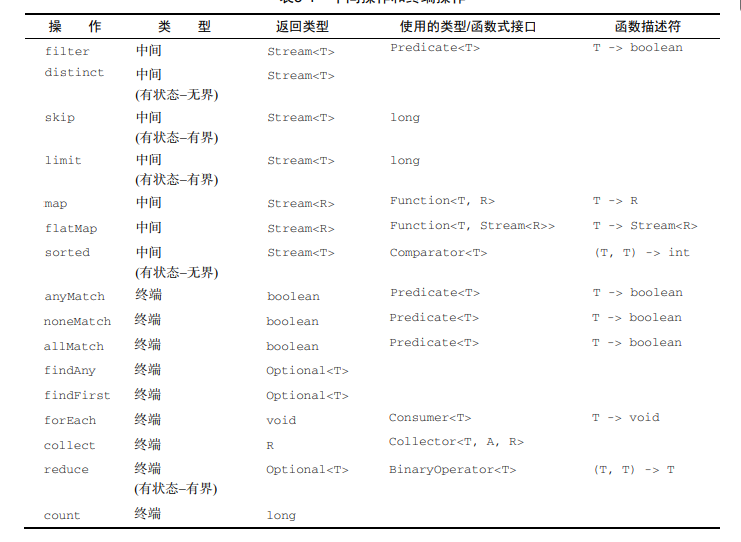 操 作 类 型 返回类型 使用的类型/函数式接口 函数描述符
filter 中间 Stream<T> Predicate<T> T -> boolean
distinct 中间 Stream<T>
(有状态–无界)
skip 中间 Stream<T> long
(有状态–有界)
limit 中间 Stream<T> long
(有状态–有界)
map 中间 Stream<R> Function<T, R> T -> R
flatMap 中间 Stream<R> Function<T, Stream<R>> T -> Stream<R>
sorted 中间 Stream<T> Comparator<T> (T, T) -> int
(有状态–无界)
anyMatch 终端 boolean Predicate<T> T -> boolean
noneMatch 终端 boolean Predicate<T> T -> boolean
allMatch 终端 boolean Predicate<T> T -> boolean
findAny 终端 Optional<T>
findFirst 终端 Optional<T>
forEach 终端 void Consumer<T> T -> void
collect 终端 R Collector<T, A, R>
reduce 终端 Optional<T> BinaryOperator<T> (T, T) -> T
(有状态–有界)
count 终端 long